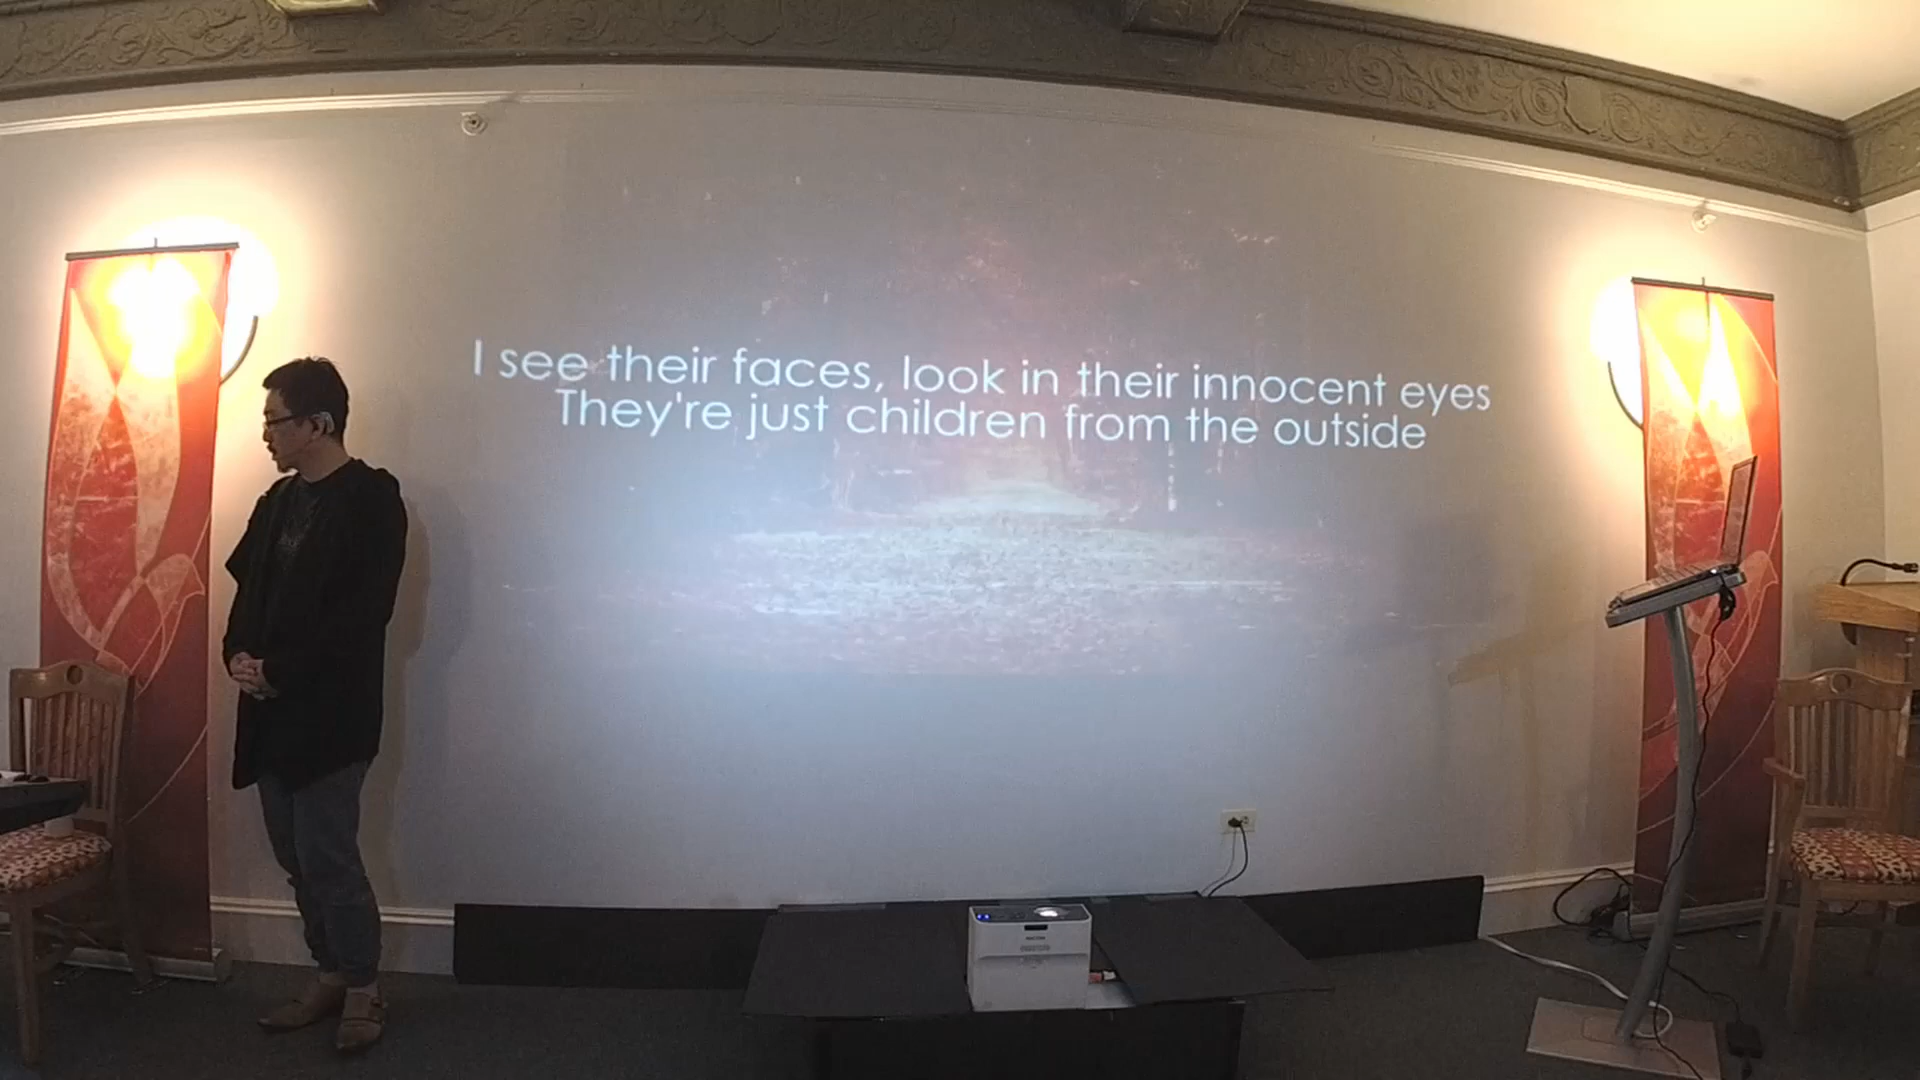 I see their faces, look in their innocent eyes
They're just children from the outside